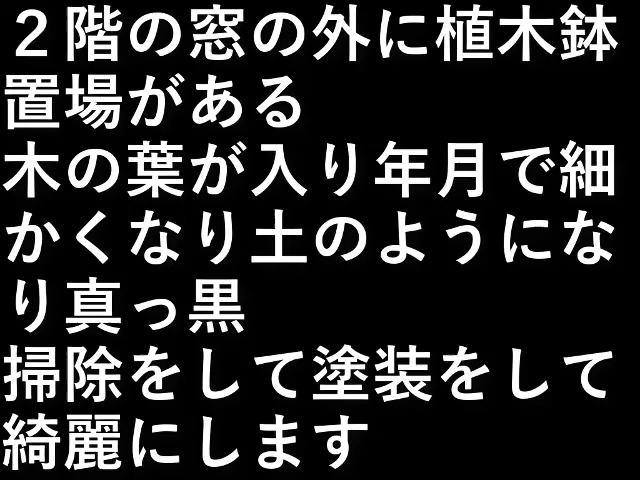 ２階の窓の外に植木鉢
置場がある
木の葉が入り年月で細
かくなり土のようにな
り真っ黒
掃除をして塗装をして
綺麗にします